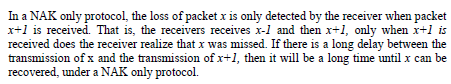 In a NAK only protocol, the loss of packet x is only detected by the receiver when packet
x+1 is received. That is, the receivers receives x-1 and then x+1, only when x+1 is
received does the receiver realize that x was missed. If there is a long delay between the
transmission of x and the transmission of x+1, then it will be a long time until x can be
recovered, under a NAK only protocol.